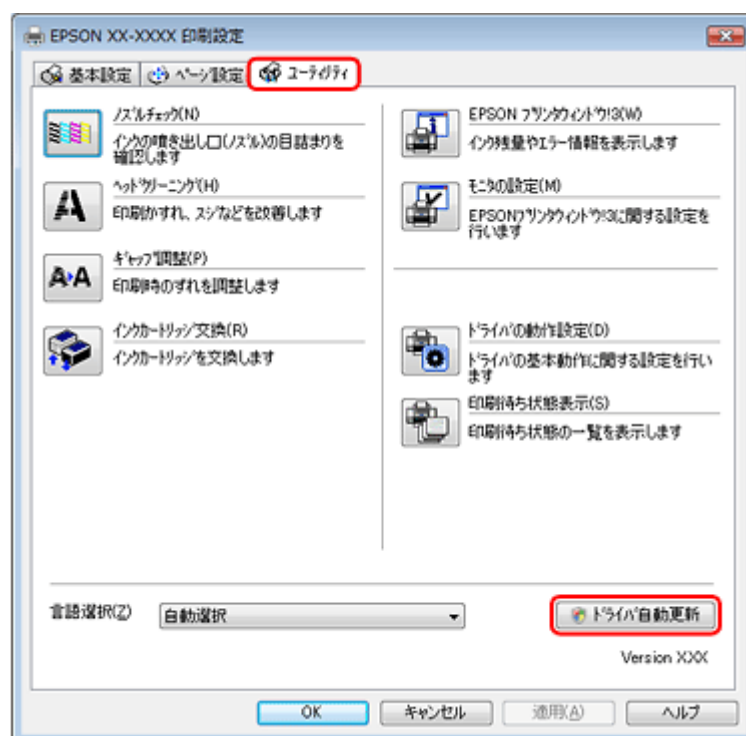 EPSON XX-XXXX 印刷設定
基本設定 ページ設定 ユーティリティ
ノズルチェック(N)
インクの噴き出し口(ノズル)の目詰まりを
確認します
ヘッドクリーニング(H)
印刷かすれ、スジなどを改善します
ギャップ調整(P)
印刷時のずれを調整します
インクカートリッジ交換(R)
インクカートリッジを交換します
EPSON プリンタウィンドウ!3(W)
インク残量やエラー情報を表示します
モニタの設定(M)
EPSONプリンタウィンドウ!3に関する設定を
行います
ドライバの動作設定(D)
ドライバの基本動作に関する設定を行い
ます
印刷待ち状態表示(S)
印刷待ち状態の一覧を表示します
言語選択(Z) 自動選択 ドライバ自動更新
Version XXX
OK キャンセル 適用(A) ヘルプ